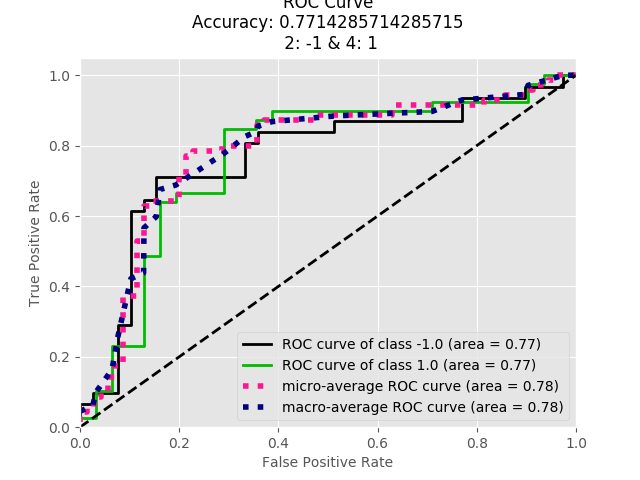 ROC Curve
Accuracy: 0.7714285714285715
2: -1 & 4: 1
True Positive Rate
1.0
0.8
0.6
0.4
0.2
0.0
ROC curve of class -1.0 (area = 0.77)
ROC curve of class 1.0 (area = 0.77)
micro-average ROC curve (area = 0.78)
macro-average ROC curve (area = 0.78)
0.0 0.2 0.4 0.6 0.8 1.0
False Positive Rate